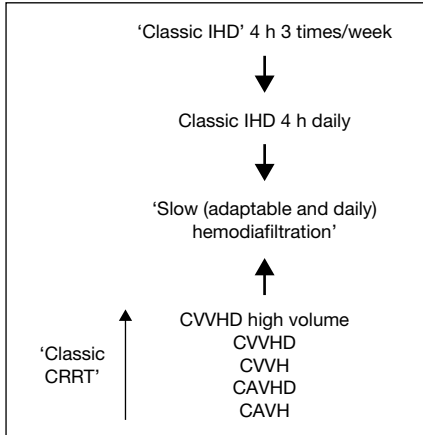 ‘Classic IHD’ 4 h 3 times/week
Classic IHD 4 h daily
‘Slow (adaptable and daily)
hemodiafiltration’
CVVHD high volume
CVVHD
CVVH
CAVHD
CAVH
‘Classic
CRRT’